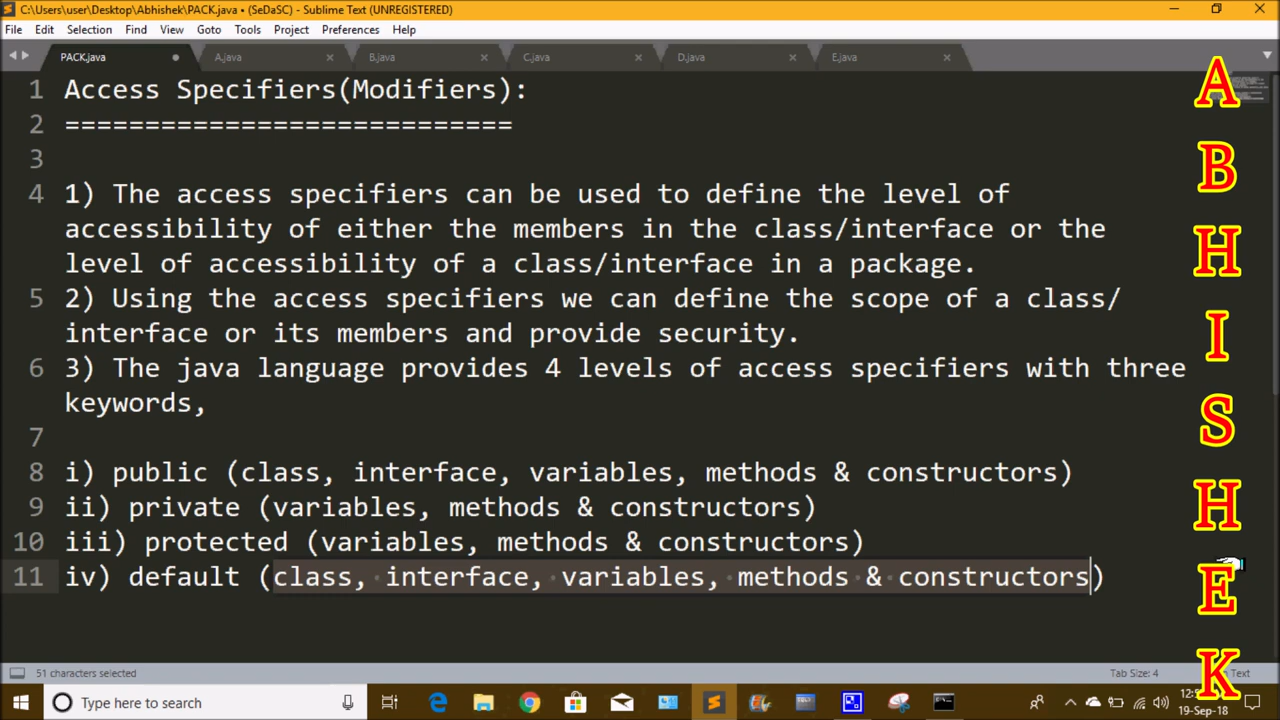 C:\Users\user\Desktop\Abhishek\PACK.java • (SeDaSC) - Sublime Text (UNREGISTERED)
File Edit Selection Find View Goto Tools Project Preferences Help
PACK.java A.java B.java C.java D.java E.java
1 Access Specifiers(Modifiers):
2 ============================
3
4 1) The access specifiers can be used to define the level of
accessibility of either the members in the class/interface or the
level of accessibility of a class/interface in a package.
5 2) Using the access specifiers we can define the scope of a class/
interface or its members and provide security.
6 3) The java language provides 4 levels of access specifiers with three
keywords,
7
8 i) public (class, interface, variables, methods & constructors)
9 ii) private (variables, methods & constructors)
10 iii) protected (variables, methods & constructors)
11 iv) default (class, interface, variables, methods & constructors)
A
B
H
I
S
H
E
K
51 characters selected Tab Size: 4 Text
Type here to search
19-Sep-18